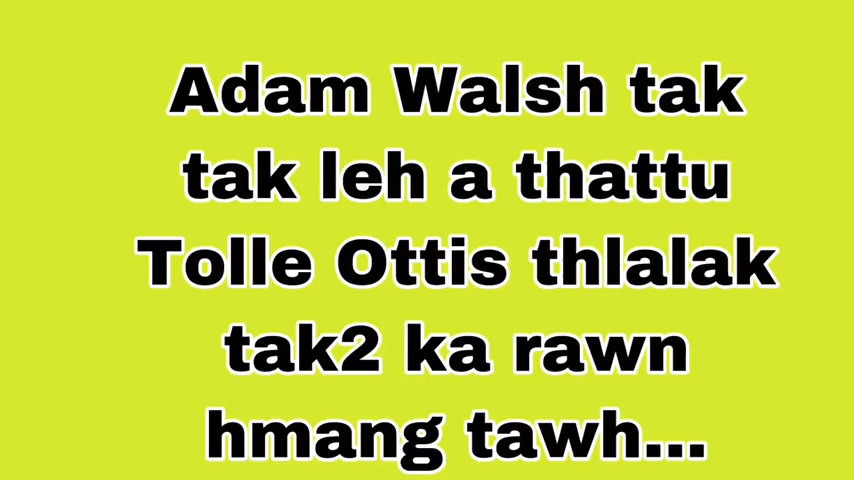 Adam Walsh tak
tak leh a thattu
Tolle Ottis thlalak
tak2 ka rawn
hmang tawh...